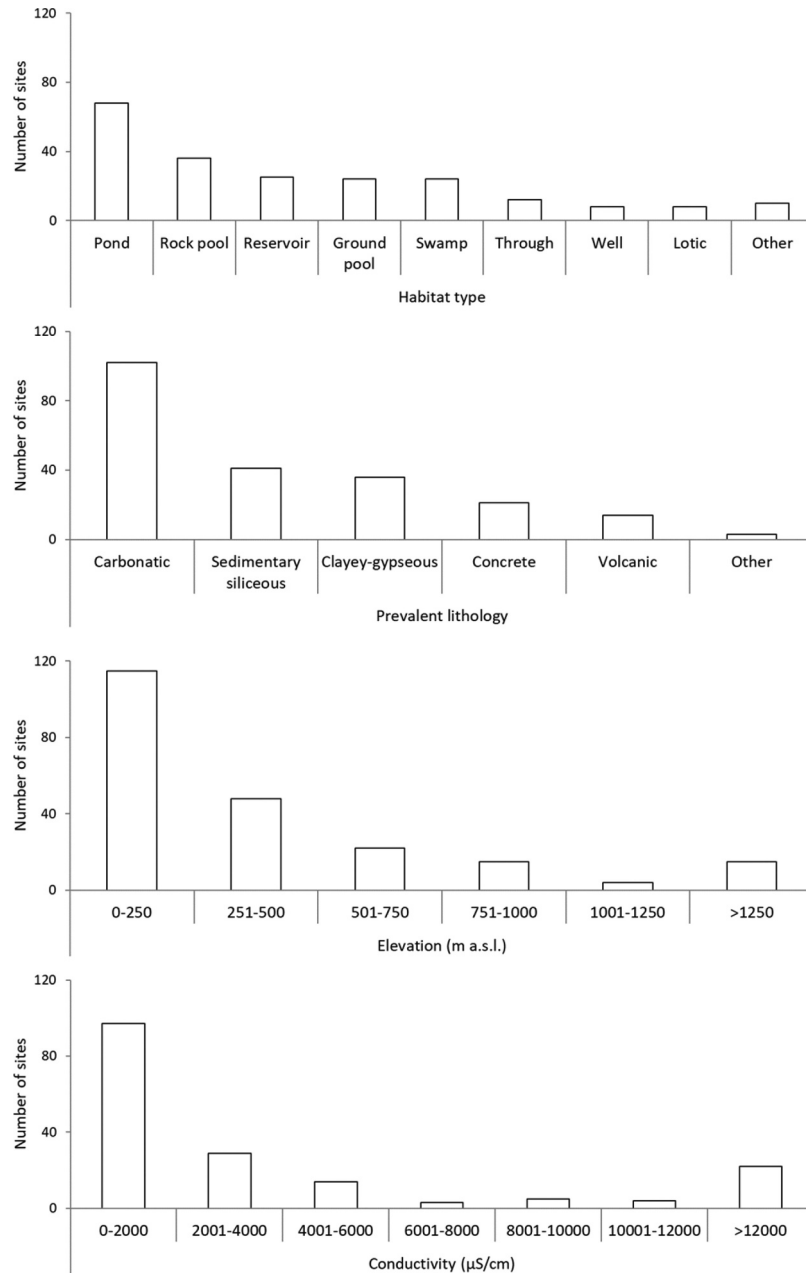 120
80
40
0
Number of sites
Pond Rock pool Reservoir Ground pool Swamp Through Well Lotic Other
Habitat type
120
80
40
0
Number of sites
Carbonatic Sedimentary siliceous Clayey-gypseous Concrete Volcanic Other
Prevalent lithology
120
80
40
0
Number of sites
0-250 251-500 501-750 751-1000 1001-1250 >1250
Elevation (m a.s.l.)
120
80
40
0
Number of sites
0-2000 2001-4000 4001-6000 6001-8000 8001-10000 10001-12000 >12000
Conductivity (µS/cm)